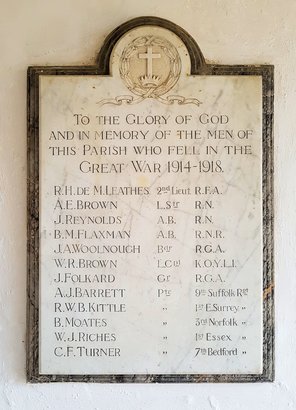 TO THE GLORY OF GOD
AND IN MEMORY OF THE MEN OF
THIS PARISH WHO FELL IN THE
GREAT WAR 1914-1918.
R.H. DE M. LEATHES, 2nd Lieut. R.F.A.
A.E. BROWN L.Str R.N.
J. REYNOLDS A.B. R.N.
B.M. FLAXMAN A.B. R.N.R.
J.A. WOOLNOUGH Bdr R.G.A.
W.R. BROWN K.O.Y.L.I.
J. FOLKARD Gr R.G.A.
A.J. BARRETT Pte 9th Suffolk Rgt
R.W.B. KITTLE „ 1st E. Surrey „
B. MOATES „ 3rd Norfolk „
W.J. RICHES „ 1st Essex „
C.F. TURNER „ 7th Bedford „